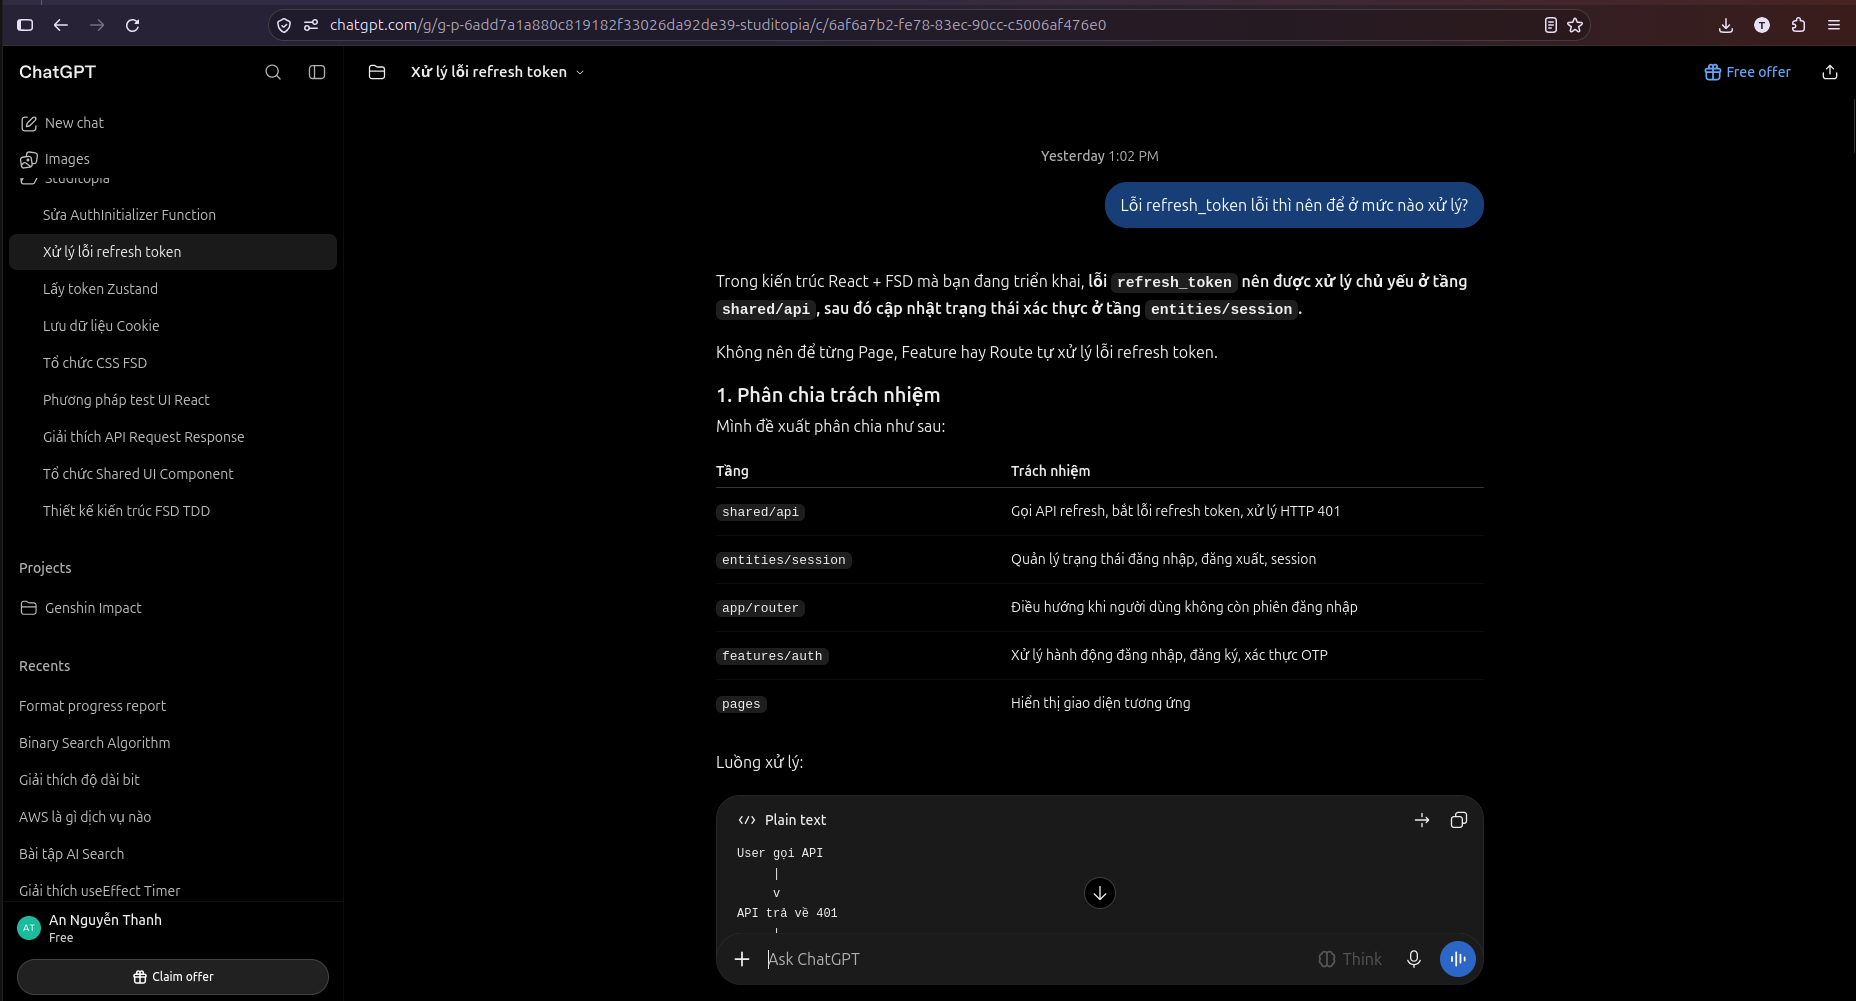 chatgpt.com/g/g-p-6add7a1a880c819182f33026da92de39-studitopia/c/6af6a7b2-fe78-83ec-90cc-c5006af476e0
T
ChatGPT
New chat
Images
Studitopia
Sửa AuthInitializer Function
Xử lý lỗi refresh token
Lấy token Zustand
Lưu dữ liệu Cookie
Tổ chức CSS FSD
Phương pháp test UI React
Giải thích API Request Response
Tổ chức Shared UI Component
Thiết kế kiến trúc FSD TDD
Projects
Genshin Impact
Recents
Format progress report
Binary Search Algorithm
Giải thích độ dài bit
AWS là gì dịch vụ nào
Bài tập AI Search
Giải thích useEffect Timer
AT
An Nguyễn Thanh
Free
Claim offer
Xử lý lỗi refresh token
Free offer
Yesterday 1:02 PM
Lỗi refresh_token lỗi thì nên để ở mức nào xử lý?
Trong kiến trúc React + FSD mà bạn đang triển khai, lỗi refresh_token nên được xử lý chủ yếu ở tầng
shared/api , sau đó cập nhật trạng thái xác thực ở tầng entities/session .
Không nên để từng Page, Feature hay Route tự xử lý lỗi refresh token.
1. Phân chia trách nhiệm
Mình đề xuất phân chia như sau:
Tầng Trách nhiệm
shared/api Gọi API refresh, bắt lỗi refresh token, xử lý HTTP 401
entities/session Quản lý trạng thái đăng nhập, đăng xuất, session
app/router Điều hướng khi người dùng không còn phiên đăng nhập
features/auth Xử lý hành động đăng nhập, đăng ký, xác thực OTP
pages Hiển thị giao diện tương ứng
Luồng xử lý:
Plain text
User gọi API
|
v
API trả về 401
|
Ask ChatGPT
Think